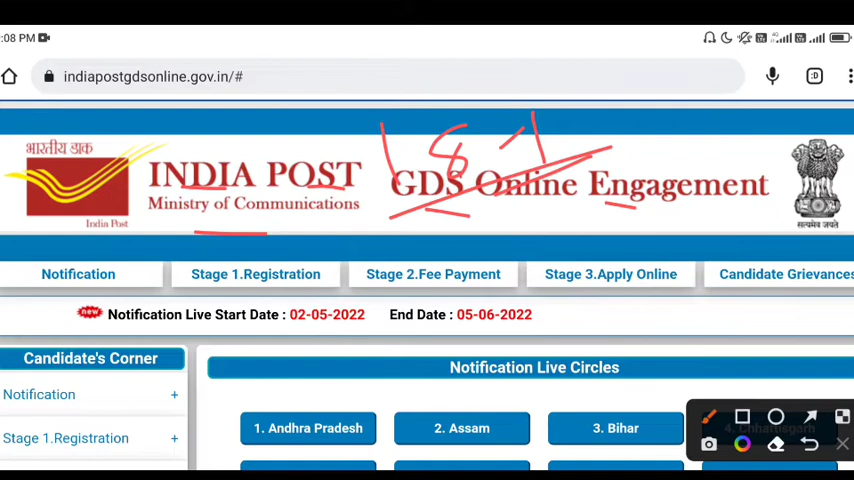 :08 PM
indiapostgdsonline.gov.in/#
भारतीय डाक
India Post
INDIA POST
Ministry of Communications
GDS Online Engagement
सत्यमेव जयते
Notification
Stage 1.Registration
Stage 2.Fee Payment
Stage 3.Apply Online
Candidate Grievances
New Notification Live Start Date : 02-05-2022 End Date : 05-06-2022
Candidate's Corner
Notification +
Stage 1.Registration +
Notification Live Circles
1. Andhra Pradesh
2. Assam
3. Bihar
4. Chhattisgarh